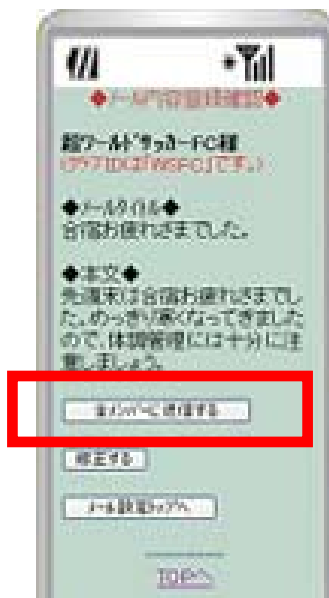 ◆メール内容登録確認◆
超ワールドサッカーFC様
(クラブIDは「WSFC」です。)
◆メールタイトル◆
合宿お疲れさまでした。
◆本文◆
先週末は合宿お疲れさまでし
た。めっきり寒くなってきました
ので、体調管理には十分に注
意しましょう。
全メンバーに送信する
修正する
メール設定トップへ
TOPへ